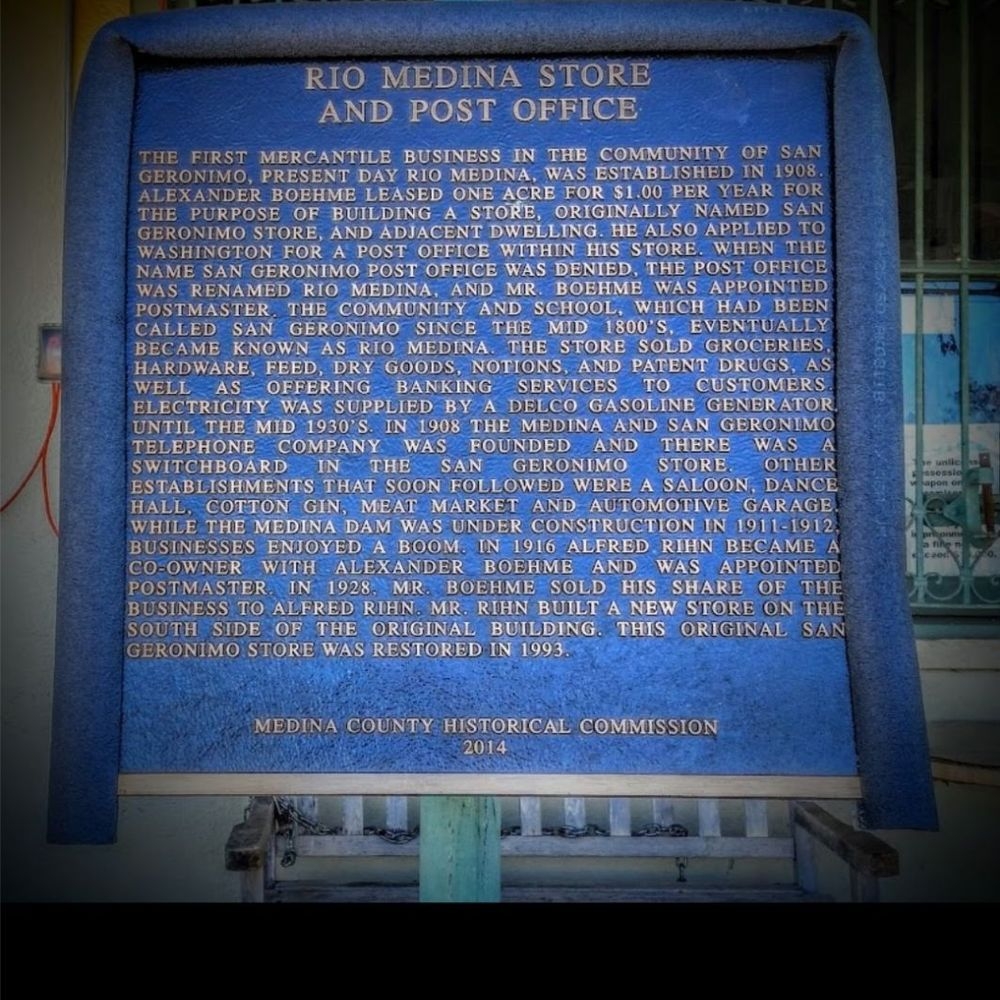 RIO MEDINA STORE
AND POST OFFICE
THE FIRST MERCANTILE BUSINESS IN THE COMMUNITY OF SAN
GERONIMO, PRESENT DAY RIO MEDINA, WAS ESTABLISHED IN 1908.
ALEXANDER BOEHME LEASED ONE ACRE FOR $1.00 PER YEAR FOR
THE PURPOSE OF BUILDING A STORE, ORIGINALLY NAMED SAN
GERONIMO STORE, AND ADJACENT DWELLING. HE ALSO APPLIED TO
WASHINGTON FOR A POST OFFICE WITHIN HIS STORE. WHEN THE
NAME SAN GERONIMO POST OFFICE WAS DENIED, THE POST OFFICE
WAS RENAMED RIO MEDINA, AND MR. BOEHME WAS APPOINTED
POSTMASTER. THE COMMUNITY AND SCHOOL, WHICH HAD BEEN
CALLED SAN GERONIMO SINCE THE MID 1800'S, EVENTUALLY
BECAME KNOWN AS RIO MEDINA. THE STORE SOLD GROCERIES,
HARDWARE, FEED, DRY GOODS, NOTIONS, AND PATENT DRUGS, AS
WELL AS OFFERING BANKING SERVICES TO CUSTOMERS.
ELECTRICITY WAS SUPPLIED BY A DELCO GASOLINE GENERATOR
UNTIL THE MID 1930'S. IN 1908 THE MEDINA AND SAN GERONIMO
TELEPHONE COMPANY WAS FOUNDED AND THERE WAS A
SWITCHBOARD IN THE SAN GERONIMO STORE. OTHER
ESTABLISHMENTS THAT SOON FOLLOWED WERE A SALOON, DANCE
HALL, COTTON GIN, MEAT MARKET AND AUTOMOTIVE GARAGE.
WHILE THE MEDINA DAM WAS UNDER CONSTRUCTION IN 1911-1912,
BUSINESSES ENJOYED A BOOM. IN 1916 ALFRED RIHN BECAME A
CO-OWNER WITH ALEXANDER BOEHME AND WAS APPOINTED
POSTMASTER. IN 1928, MR. BOEHME SOLD HIS SHARE OF THE
BUSINESS TO ALFRED RIHN. MR. RIHN BUILT A NEW STORE ON THE
SOUTH SIDE OF THE ORIGINAL BUILDING. THIS ORIGINAL SAN
GERONIMO STORE WAS RESTORED IN 1993.
MEDINA COUNTY HISTORICAL COMMISSION
2014